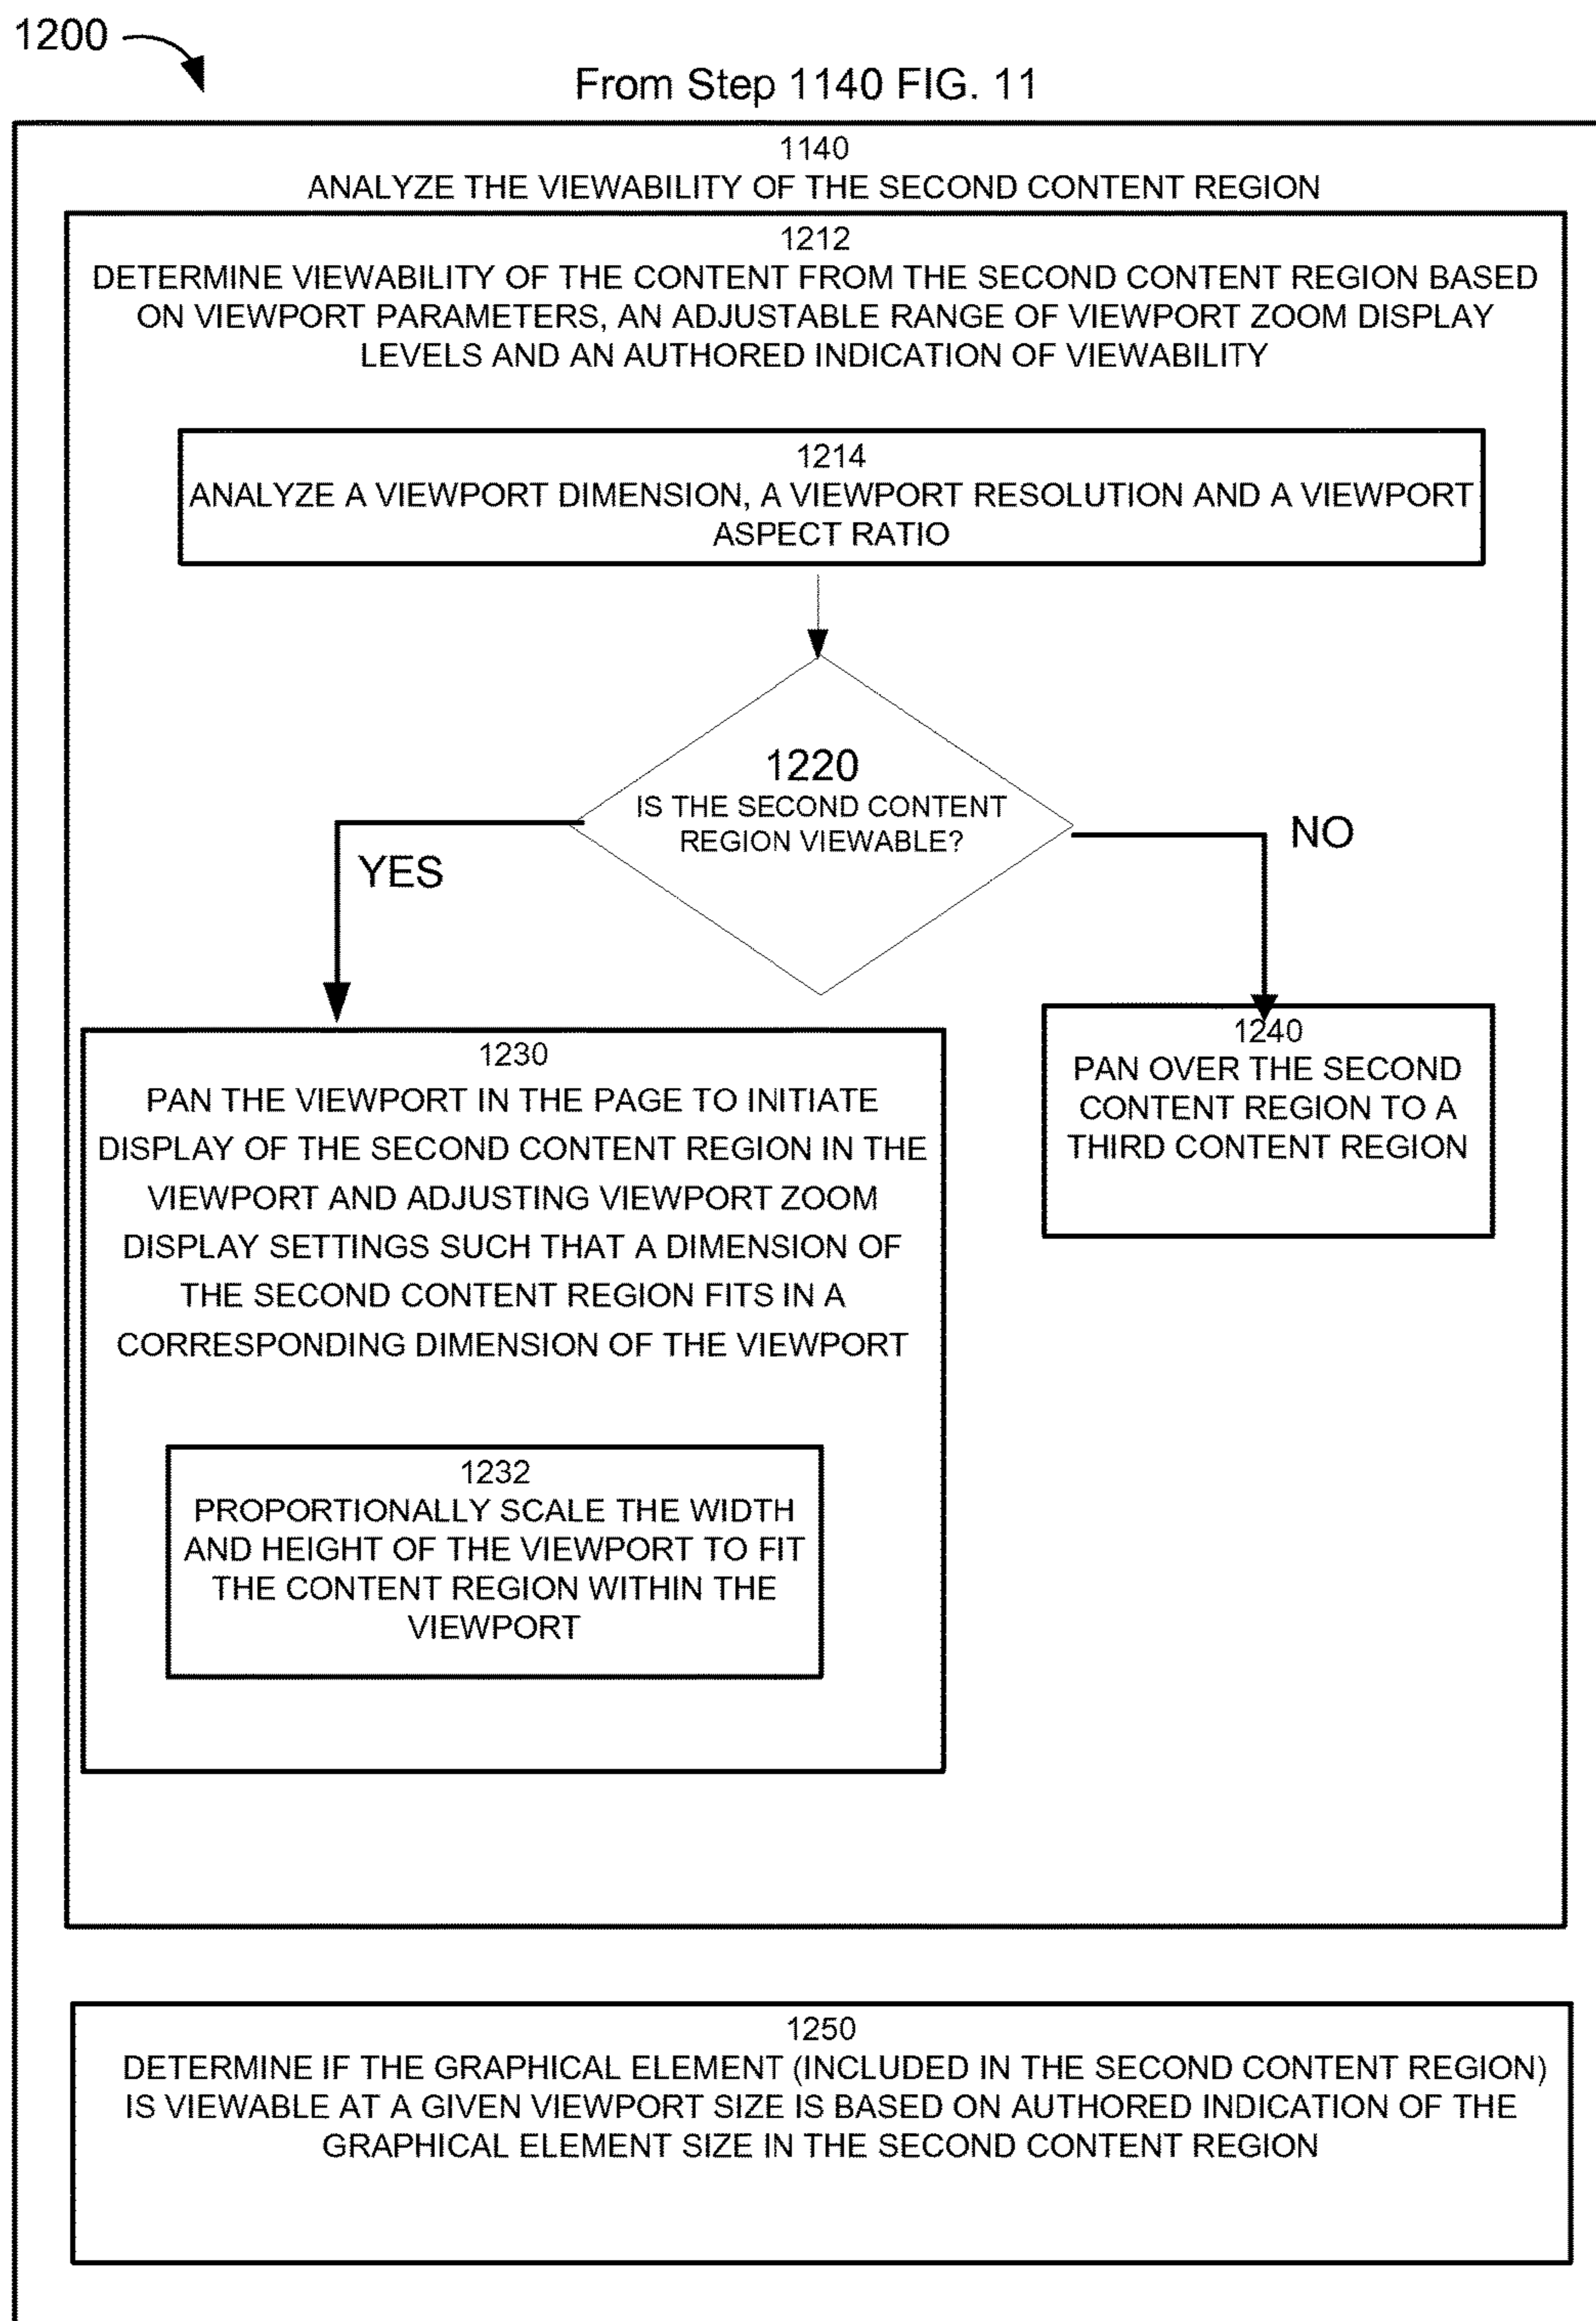 1200
From Step 1140 FIG. 11
1140
ANALYZE THE VIEWABILITY OF THE SECOND CONTENT REGION
1212
DETERMINE VIEWABILITY OF THE CONTENT FROM THE SECOND CONTENT REGION BASED
ON VIEWPORT PARAMETERS, AN ADJUSTABLE RANGE OF VIEWPORT ZOOM DISPLAY
LEVELS AND AN AUTHORED INDICATION OF VIEWABILITY
1214
ANALYZE A VIEWPORT DIMENSION, A VIEWPORT RESOLUTION AND A VIEWPORT
ASPECT RATIO
1220
IS THE SECOND CONTENT
REGION VIEWABLE?
YES
NO
1230
PAN THE VIEWPORT IN THE PAGE TO INITIATE
DISPLAY OF THE SECOND CONTENT REGION IN THE
VIEWPORT AND ADJUSTING VIEWPORT ZOOM
DISPLAY SETTINGS SUCH THAT A DIMENSION OF
THE SECOND CONTENT REGION FITS IN A
CORRESPONDING DIMENSION OF THE VIEWPORT
1232
PROPORTIONALLY SCALE THE WIDTH
AND HEIGHT OF THE VIEWPORT TO FIT
THE CONTENT REGION WITHIN THE
VIEWPORT
1240
PAN OVER THE SECOND
CONTENT REGION TO A
THIRD CONTENT REGION
1250
DETERMINE IF THE GRAPHICAL ELEMENT (INCLUDED IN THE SECOND CONTENT REGION)
IS VIEWABLE AT A GIVEN VIEWPORT SIZE IS BASED ON AUTHORED INDICATION OF THE
GRAPHICAL ELEMENT SIZE IN THE SECOND CONTENT REGION